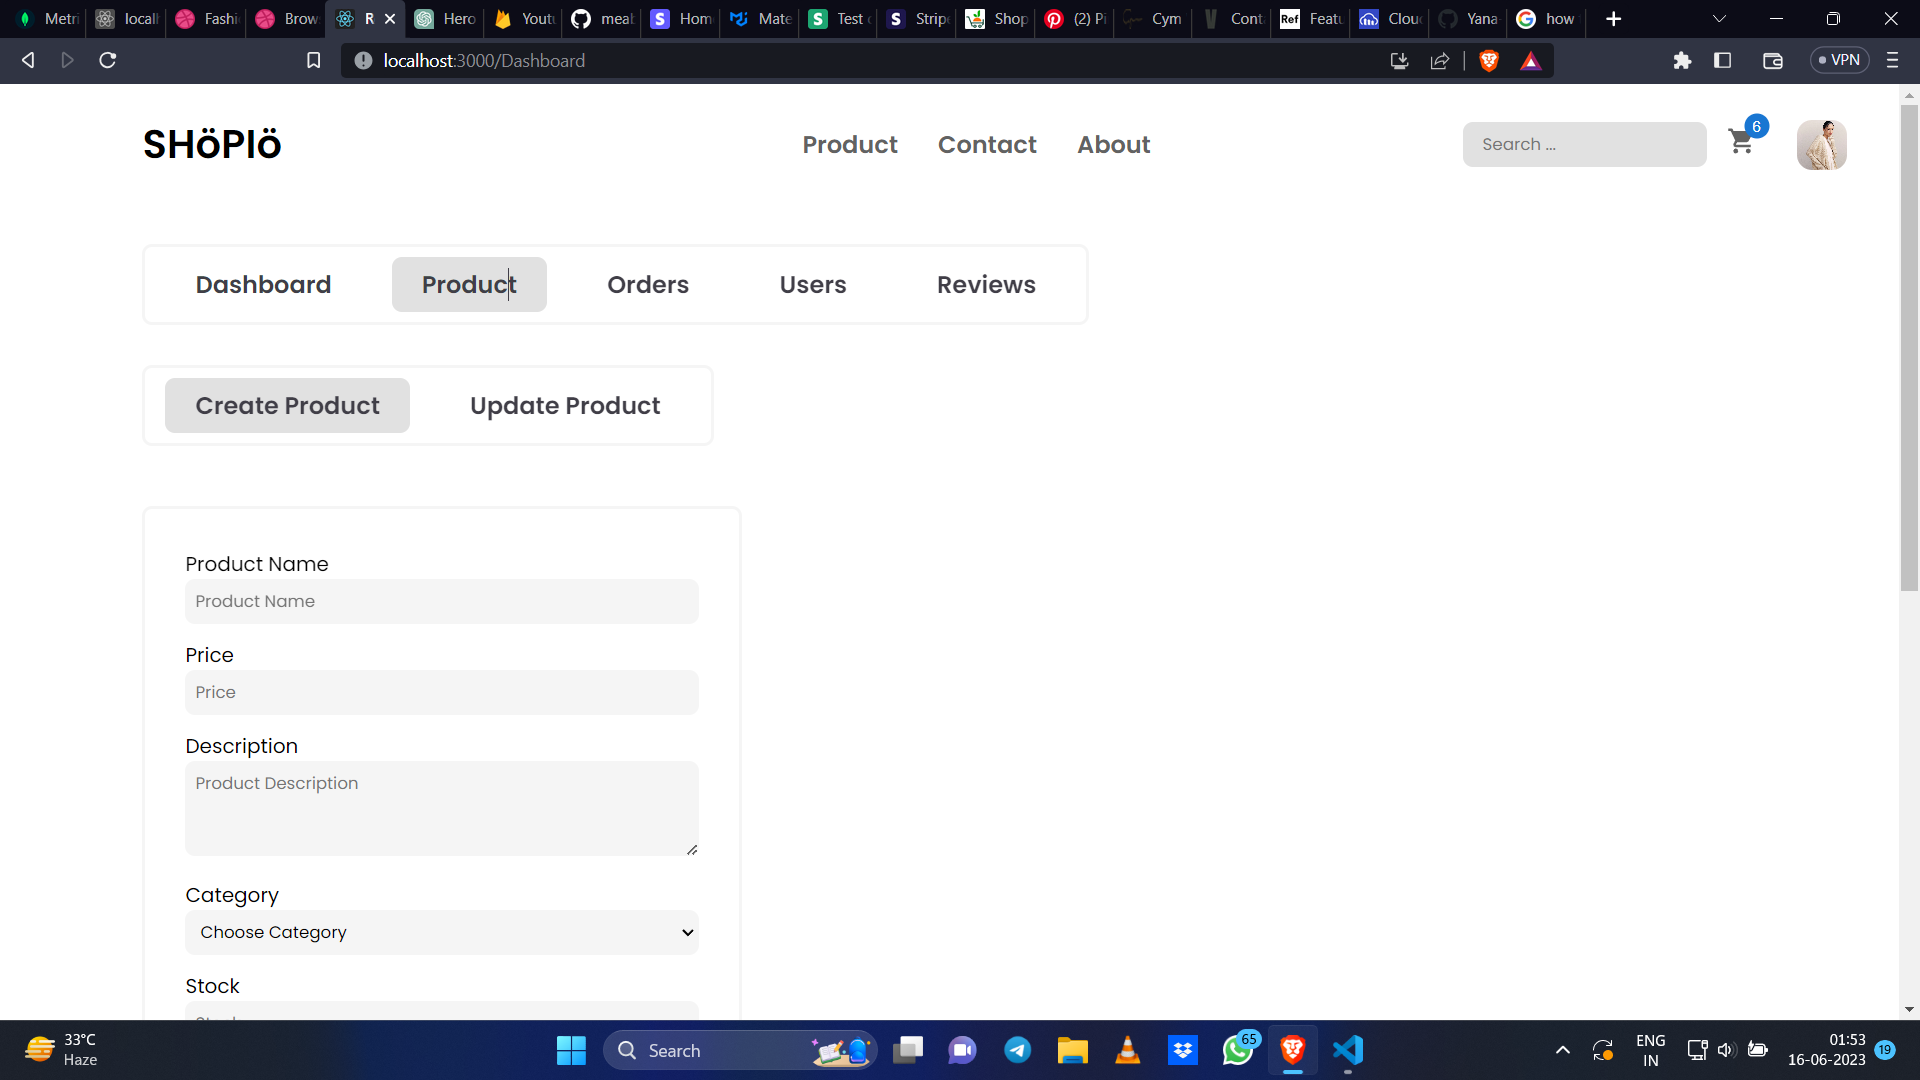 Metri
locall
Fashi
Brow
R
Hero
Yout
meab
Hom
Mate
Test c
Strip
Shop
(2) Pi
Cym
Cont
Ref Featu
Clou
Yana
how
localhost:3000/Dashboard
VPN
SHöPlö
Product Contact About
Search ...
6
Dashboard Product Orders Users Reviews
Create Product Update Product
Product Name
Product Name
Price
Price
Description
Product Description
Category
Choose Category
Stock
33°C
Haze
Search
65
ENG
IN
01:53
16-06-2023
19